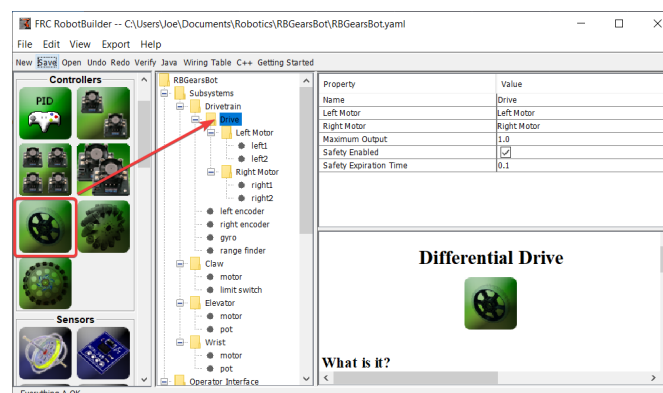 FRC RobotBuilder -- C:\Users\Joe\Documents\Robotics\RBGearsBot\RBGearsBot.yaml
File Edit View Export Help
New Save Open Undo Redo Verify Java Wiring Table C++ Getting Started
Controllers
PID
Sensors
RBGearsBot
Subsystems
Drivetrain
Drive
Left Motor
left1
left2
Right Motor
right1
right2
left encoder
right encoder
gyro
range finder
Claw
motor
limit switch
Elevator
motor
pot
Wrist
motor
pot
Operator Interface
Property Value
Name Drive
Left Motor Left Motor
Right Motor Right Motor
Maximum Output 1.0
Safety Enabled
Safety Expiration Time 0.1
Differential Drive
What is it?
Everything A OK